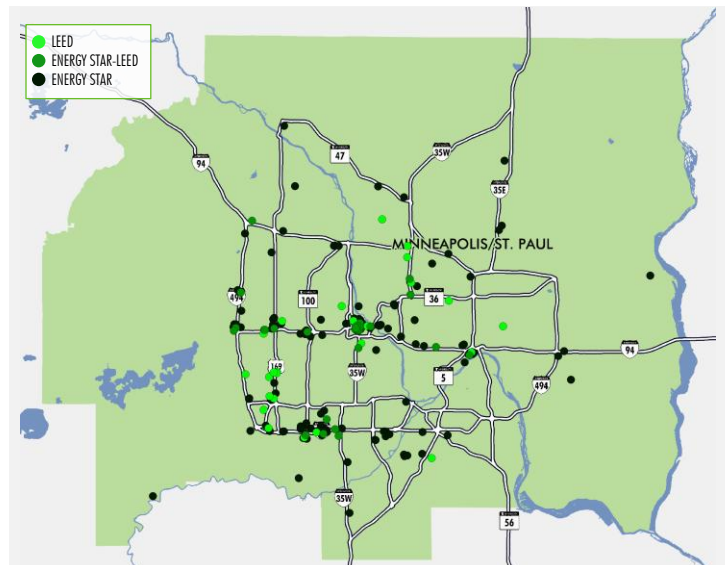 LEED
ENERGY STAR-LEED
ENERGY STAR
47
35W
94
35E
MINNEAPOLIS/ST. PAUL
494
100
36
94
169
35W
5
494
35W
56